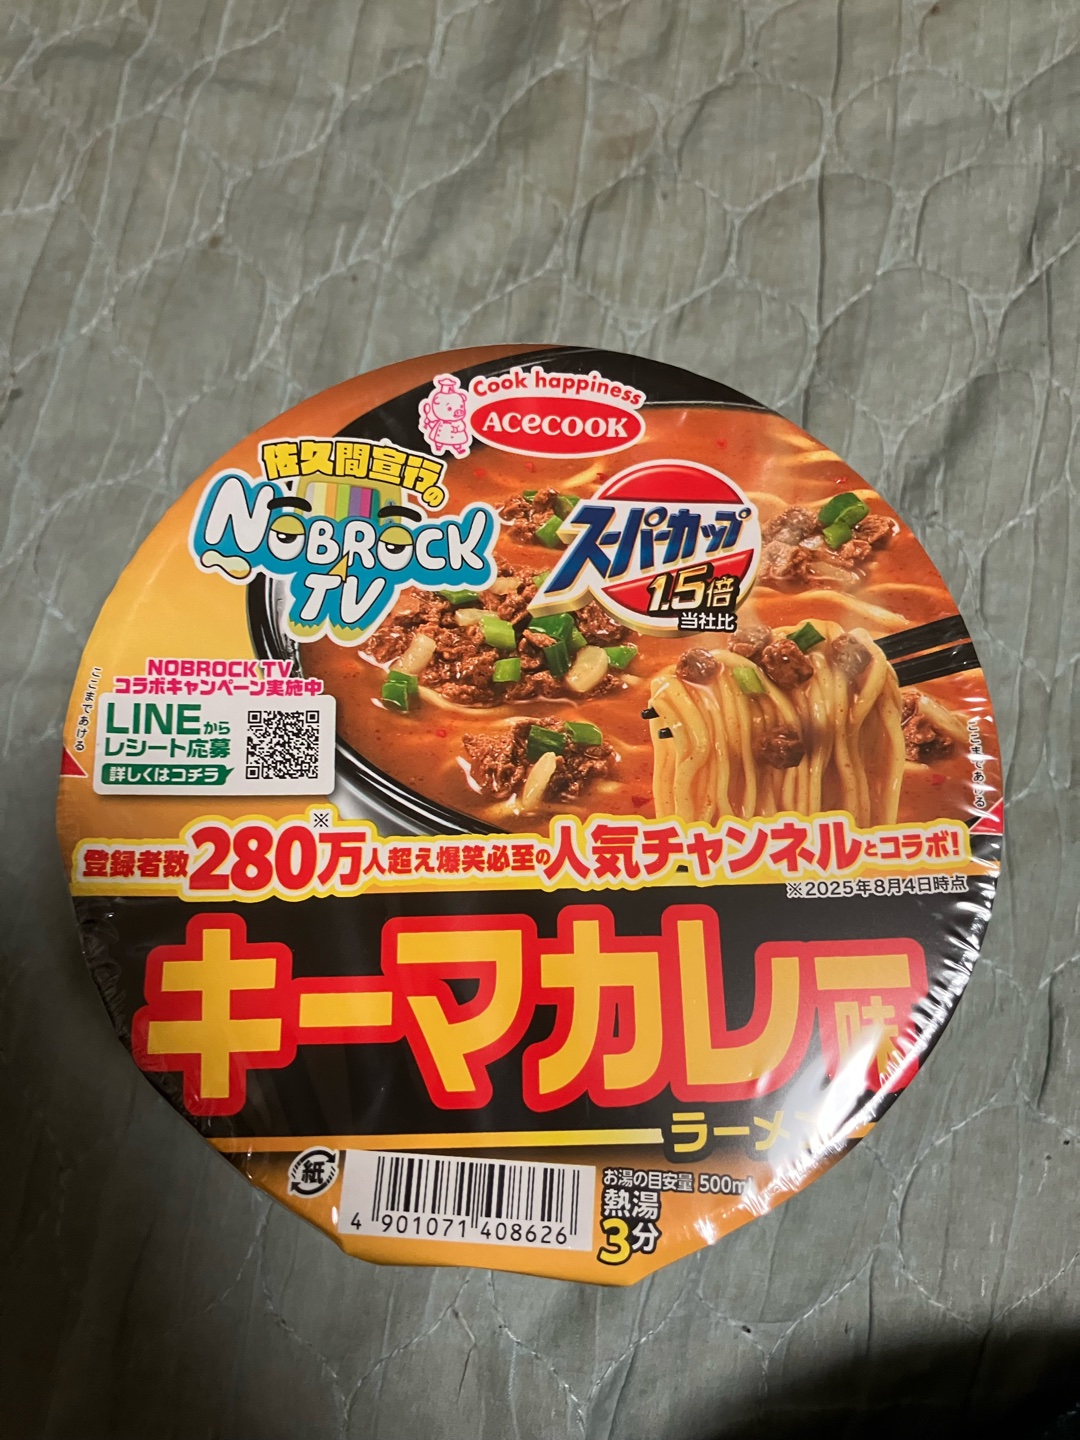 Cook happiness
ACECOOK
佐久間宣行の
NOBROCK
TV
スーパーカップ
1.5倍
当社比
NOBROCK TV
コラボキャンペーン実施中
LINEから
レシート応募
詳しくはコチラ
ここまであける
ここまであける
登録者数280万人超え爆笑必至の人気チャンネルとコラボ!
※
※2025年8月4日時点
キーマカレー味
ラーメン
紙
4 901071 408626
お湯の目安量 500ml
熱湯
3分